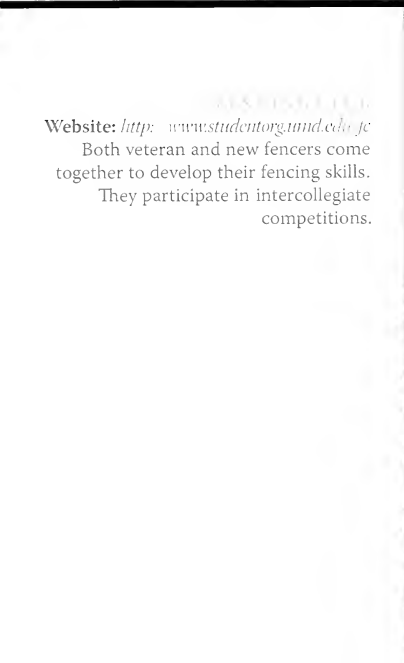 Website: http: www.studentorg.umd.edu fc
Both veteran and new fencers come
together to develop their fencing skills.
They participate in intercollegiate
competitions.